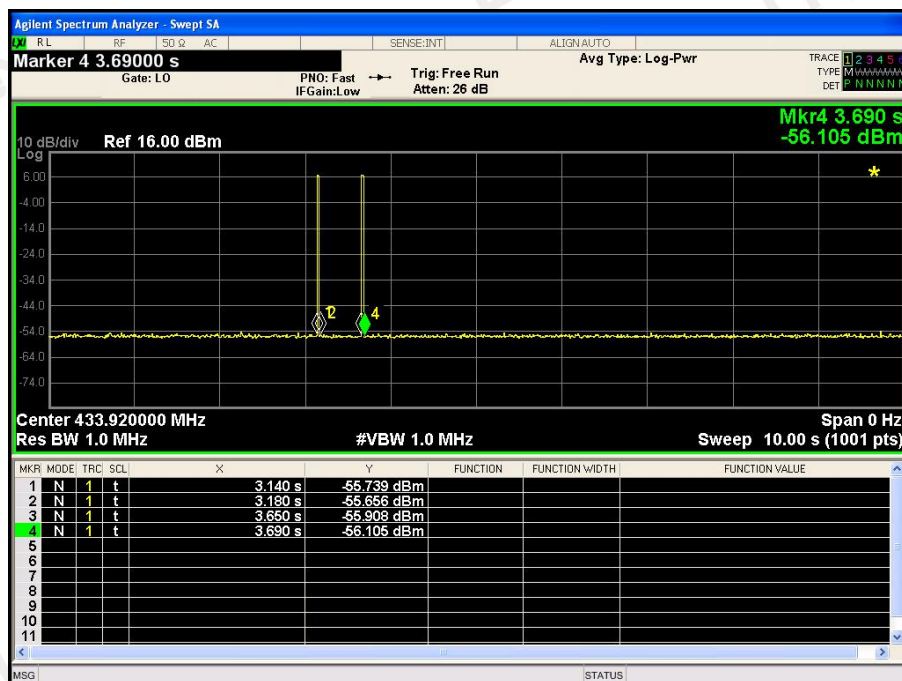 Agilent Spectrum Analyzer - Swept SA
LXI RL RF 50 Ω AC SENSE:INT ALIGN AUTO
Marker 4 3.69000 s
Gate: LO
PNO: Fast
IFGain:Low
Trig: Free Run
Atten: 26 dB
Avg Type: Log-Pwr
TRACE 1 2 3 4 5 6
TYPE M
DET P N N N N N
Mkr4 3.690 s
-56.105 dBm
10 dB/div Ref 16.00 dBm
Log
6.00
-4.00
-14.0
-24.0
-34.0
-44.0
-54.0
-64.0
-74.0
1 2 4
*
Center 433.920000 MHz Span 0 Hz
Res BW 1.0 MHz #VBW 1.0 MHz Sweep 10.00 s (1001 pts)
MKR MODE TRC SCL X Y FUNCTION FUNCTION WIDTH FUNCTION VALUE
1 N 1 t 3.140 s -55.739 dBm
2 N 1 t 3.180 s -55.656 dBm
3 N 1 t 3.650 s -55.908 dBm
4 N 1 t 3.690 s -56.105 dBm
5
6
7
8
9
10
11
MSG STATUS